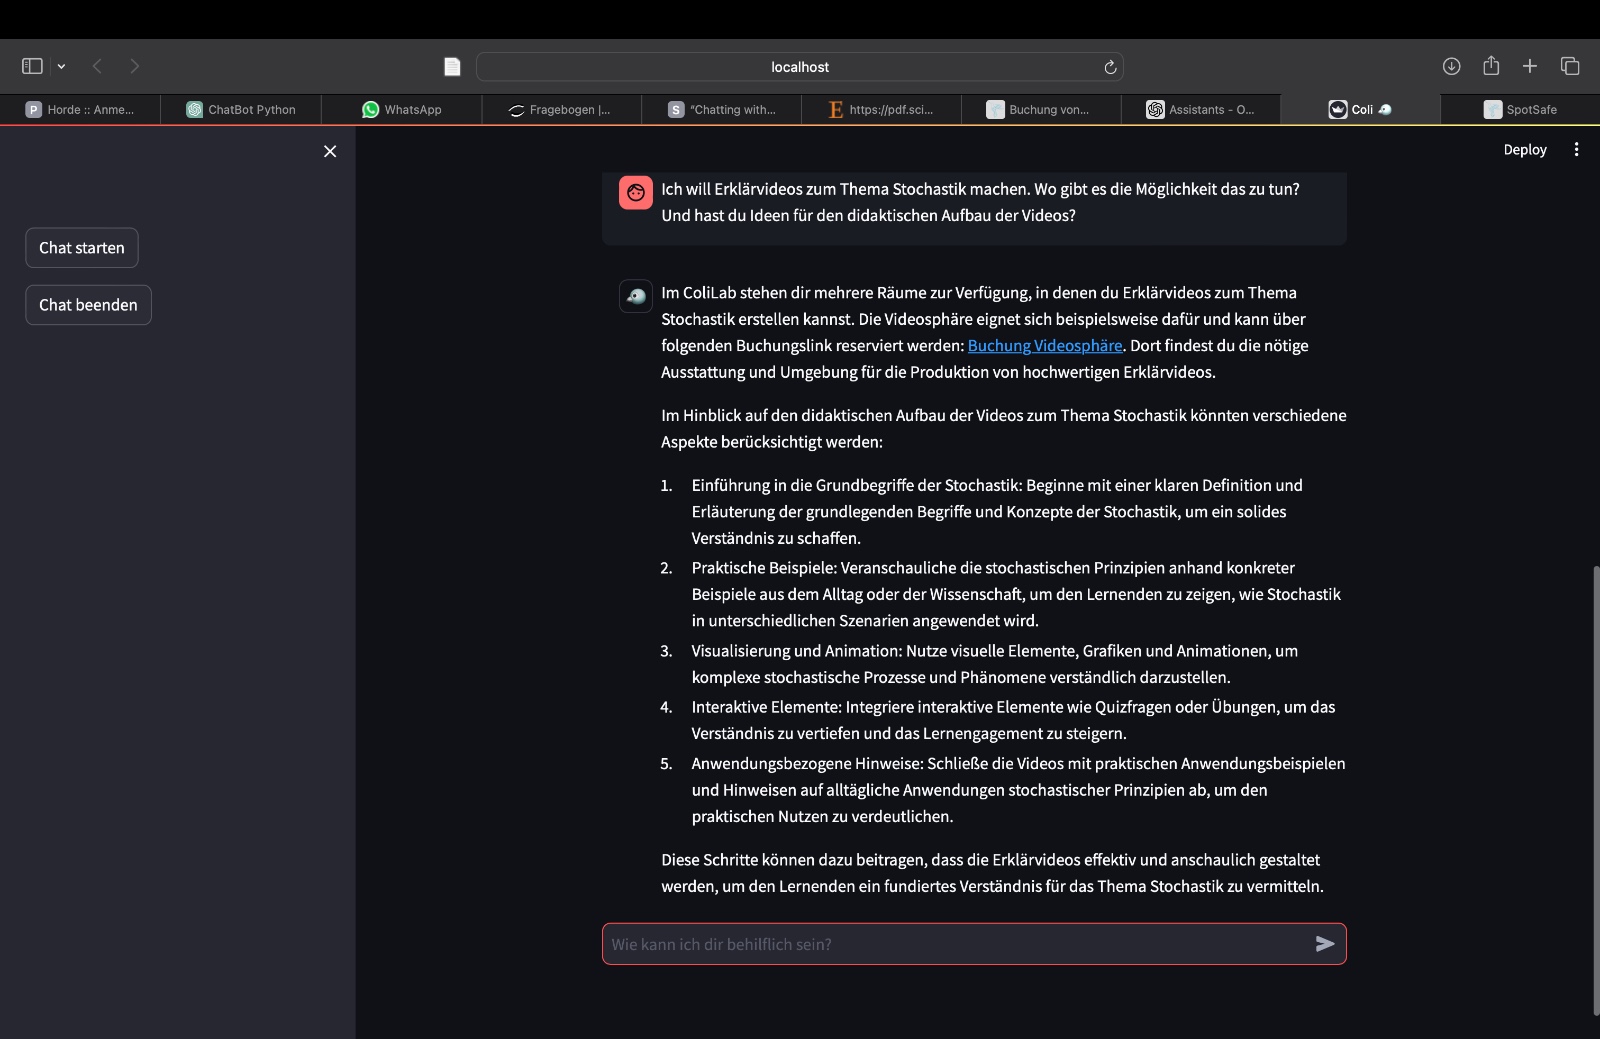 localhost
P Horde :: Anme...
ChatBot Python
WhatsApp
Fragebogen |...
S "Chatting with...
E https://pdf.sci...
Buchung von...
Assistants - O...
Coli
SpotSafe
Deploy
Chat starten
Chat beenden
Ich will Erklärvideos zum Thema Stochastik machen. Wo gibt es die Möglichkeit das zu tun?
Und hast du Ideen für den didaktischen Aufbau der Videos?
Im ColiLab stehen dir mehrere Räume zur Verfügung, in denen du Erklärvideos zum Thema
Stochastik erstellen kannst. Die Videosphäre eignet sich beispielsweise dafür und kann über
folgenden Buchungslink reserviert werden: Buchung Videosphäre. Dort findest du die nötige
Ausstattung und Umgebung für die Produktion von hochwertigen Erklärvideos.
Im Hinblick auf den didaktischen Aufbau der Videos zum Thema Stochastik könnten verschiedene
Aspekte berücksichtigt werden:
1. Einführung in die Grundbegriffe der Stochastik: Beginne mit einer klaren Definition und
Erläuterung der grundlegenden Begriffe und Konzepte der Stochastik, um ein solides
Verständnis zu schaffen.
2. Praktische Beispiele: Veranschauliche die stochastischen Prinzipien anhand konkreter
Beispiele aus dem Alltag oder der Wissenschaft, um den Lernenden zu zeigen, wie Stochastik
in unterschiedlichen Szenarien angewendet wird.
3. Visualisierung und Animation: Nutze visuelle Elemente, Grafiken und Animationen, um
komplexe stochastische Prozesse und Phänomene verständlich darzustellen.
4. Interaktive Elemente: Integriere interaktive Elemente wie Quizfragen oder Übungen, um das
Verständnis zu vertiefen und das Lernengagement zu steigern.
5. Anwendungsbezogene Hinweise: Schließe die Videos mit praktischen Anwendungsbeispielen
und Hinweisen auf alltägliche Anwendungen stochastischer Prinzipien ab, um den
praktischen Nutzen zu verdeutlichen.
Diese Schritte können dazu beitragen, dass die Erklärvideos effektiv und anschaulich gestaltet
werden, um den Lernenden ein fundiertes Verständnis für das Thema Stochastik zu vermitteln.
Wie kann ich dir behilflich sein?